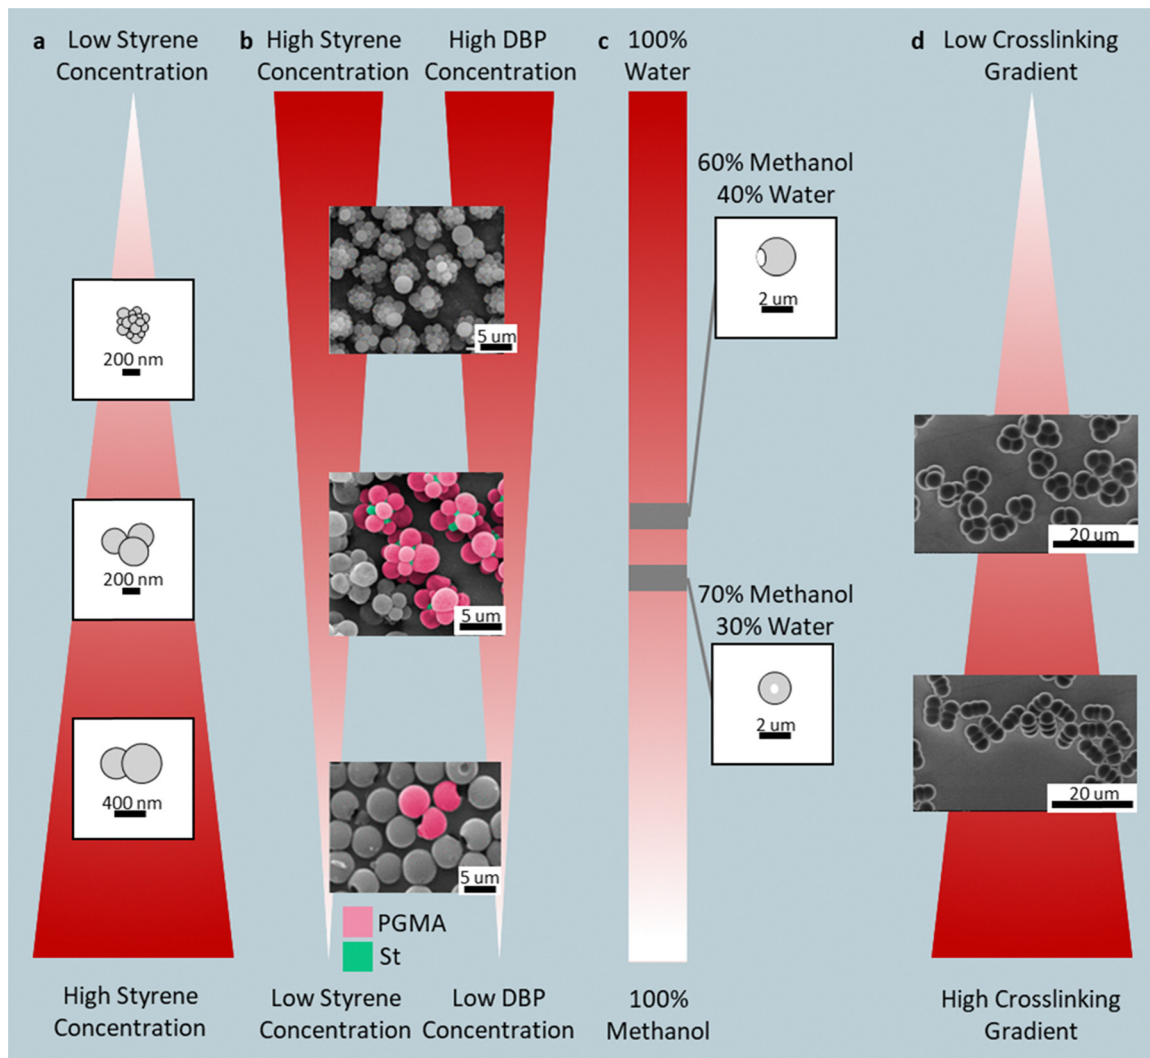 a
Low Styrene
Concentration
200 nm
200 nm
400 nm
High Styrene
Concentration
b
High Styrene
Concentration
High DBP
Concentration
5 um
5 um
5 um
PGMA
St
Low Styrene
Concentration
Low DBP
Concentration
c
100%
Water
60% Methanol
40% Water
2 um
70% Methanol
30% Water
2 um
100%
Methanol
d
Low Crosslinking
Gradient
20 um
20 um
High Crosslinking
Gradient